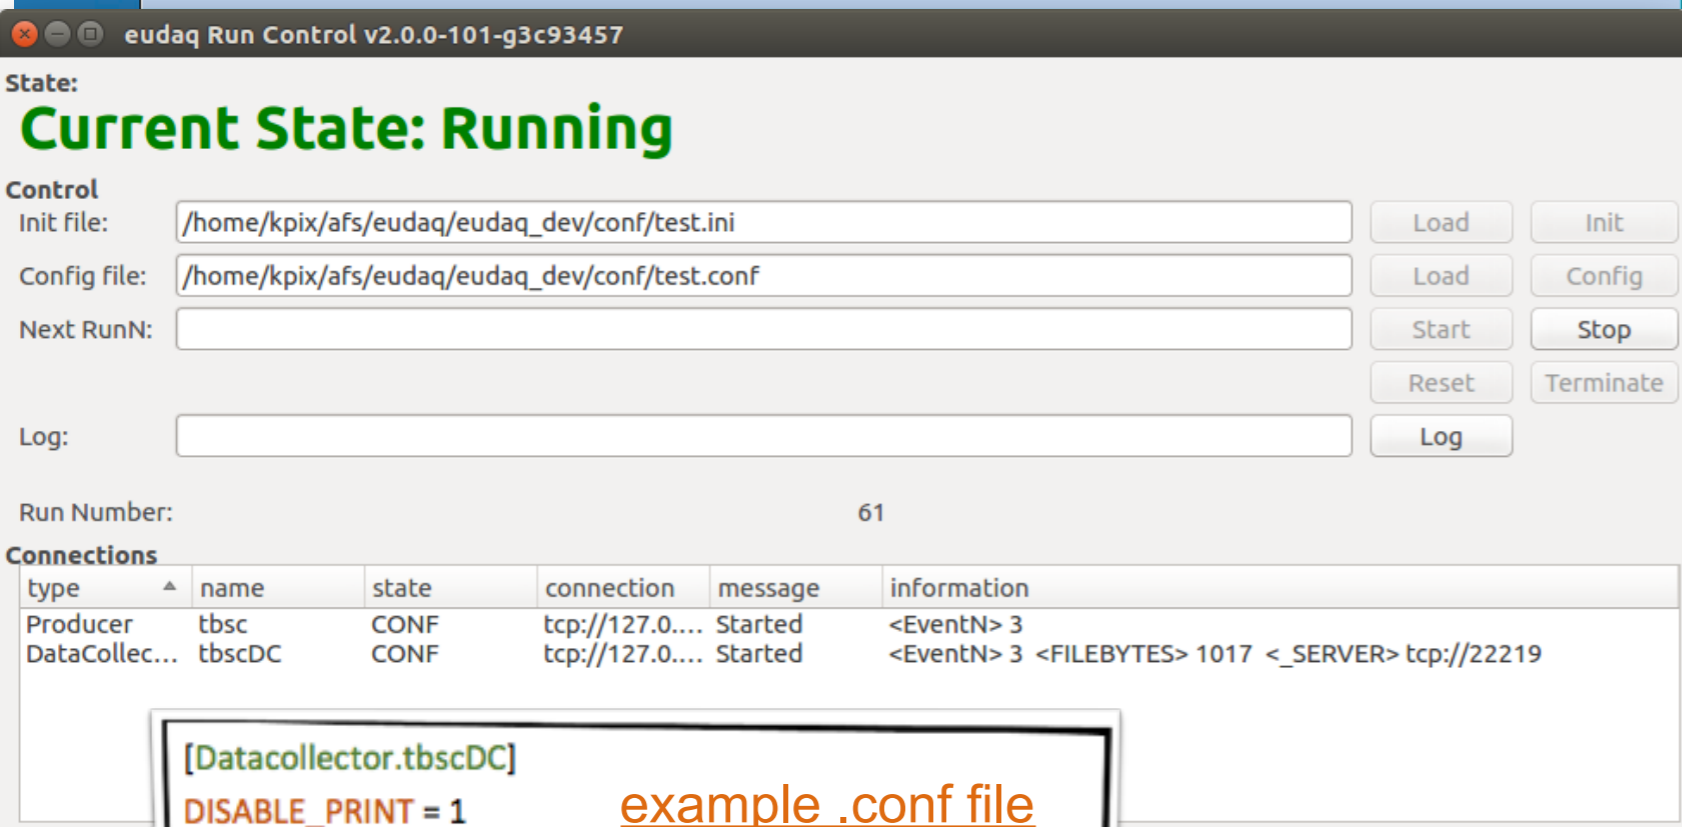 eudaq Run Control v2.0.0-101-g3c93457
State:
Current State: Running
Control
Init file: /home/kpix/afs/eudaq/eudaq_dev/conf/test.ini Load Init
Config file: /home/kpix/afs/eudaq/eudaq_dev/conf/test.conf Load Config
Next RunN: Start Stop
Reset Terminate
Log: Log
Run Number: 61
Connections
type name state connection message information
Producer tbsc CONF tcp://127.0.... Started <EventN> 3
DataCollec... tbscDC CONF tcp://127.0.... Started <EventN> 3 <FILEBYTES> 1017 <_SERVER> tcp://22219
[Datacollector.tbscDC]
DISABLE_PRINT = 1 example .conf file